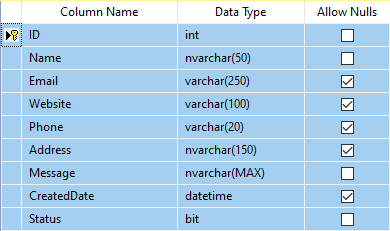 Column Name Data Type Allow Nulls
ID int
Name nvarchar(50)
Email varchar(250)
Website varchar(100)
Phone varchar(20)
Address nvarchar(150)
Message nvarchar(MAX)
CreatedDate datetime
Status bit